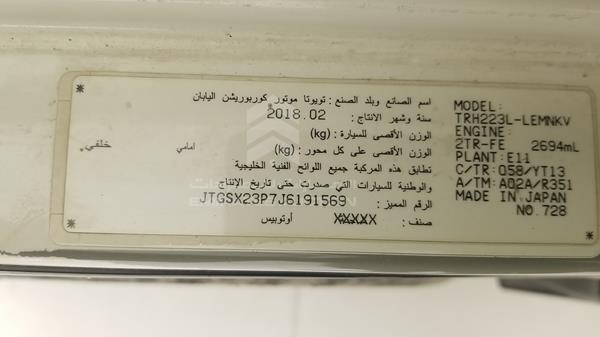 اسم الصانع وبلد الصنع : تويوتا موتور كوربوريشن اليابان
سنة وشهر الانتاج : 2018.02
الوزن الأقصى للسيارة : (kg)
الوزن الأقصى على كل محور : (kg) امامي خلفي
تطابق هذه المركبة جميع اللوائح الفنية الخليجية
والوطنية للسيارات التي صدرت حتى تاريخ الإنتاج
الرقم المميز : JTGSX23P7J6191569
صنف : XXXXX أوتوبيس
MODEL:
TRH223L-LEMNKV
ENGINE:
2TR-FE 2694mL
PLANT: E11
C/TR: 058/YT13
A/TM: A02A/R351
MADE IN JAPAN
NO. 728